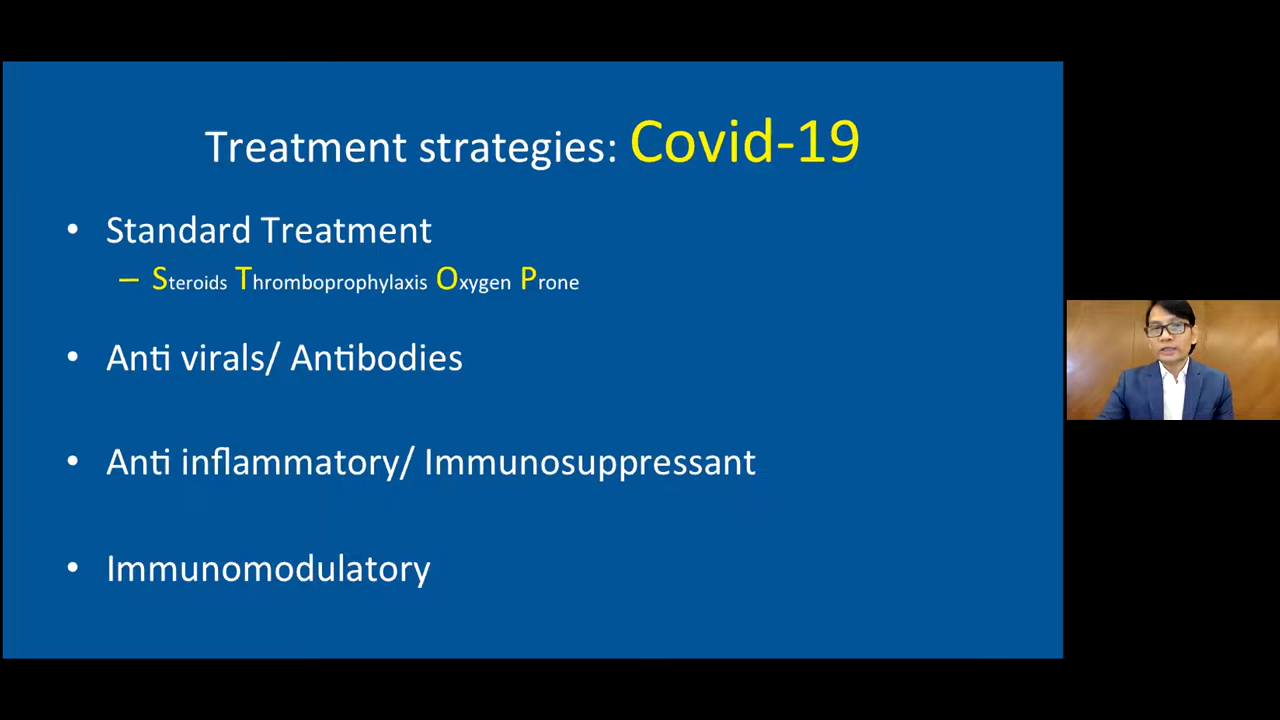 Treatment strategies: Covid-19
• Standard Treatment
– Steroids Thromboprophylaxis Oxygen Prone
• Anti virals/ Antibodies
• Anti inflammatory/ Immunosuppressant
• Immunomodulatory